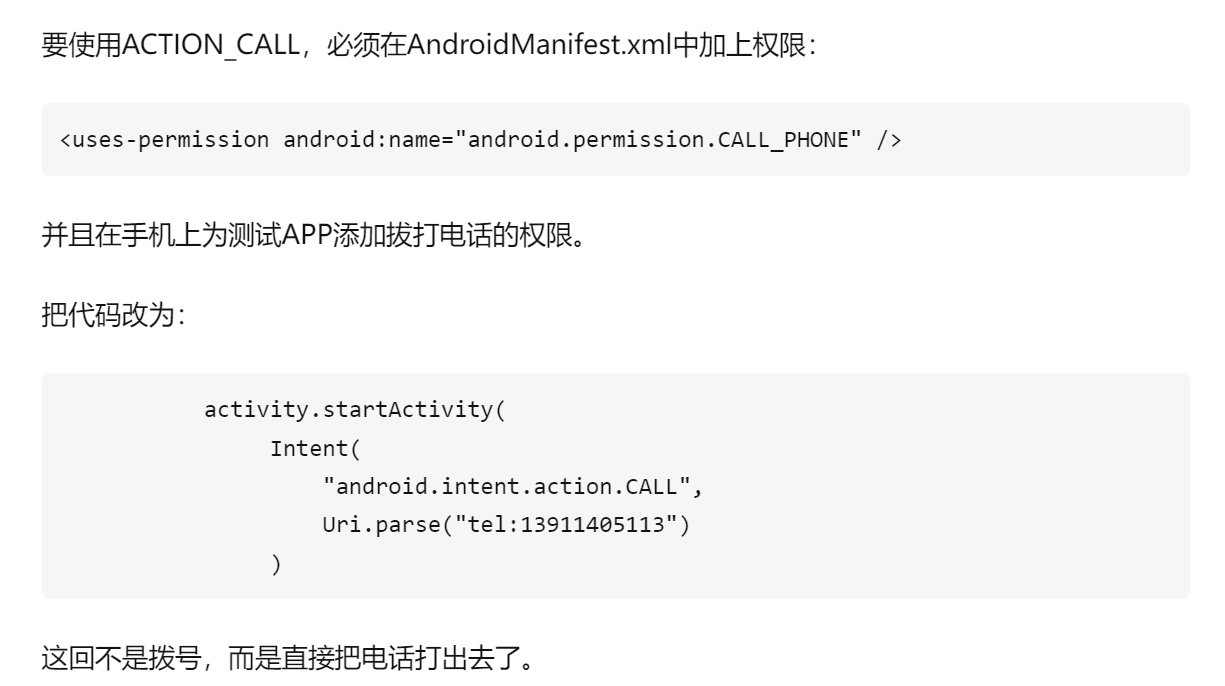 要使用ACTION_CALL，必须在AndroidManifest.xml中加上权限：
<uses-permission android:name="android.permission.CALL_PHONE" />
并且在手机上为测试APP添加拔打电话的权限。
把代码改为：
activity.startActivity(
Intent(
"android.intent.action.CALL",
Uri.parse("tel:13911405113")
)
这回不是拨号，而是直接把电话打出去了。